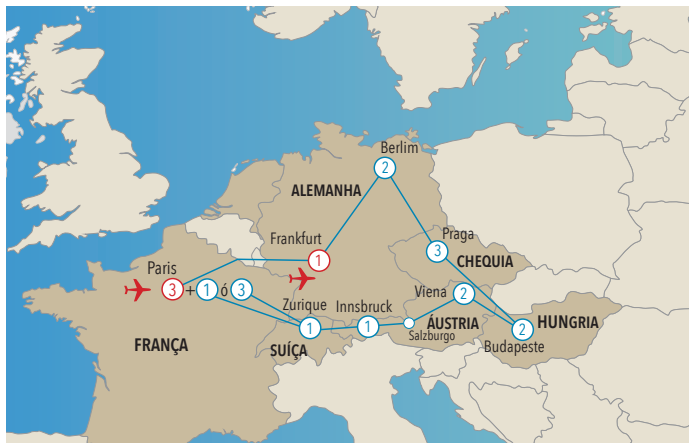 Berlim
2
ALEMANHA
Frankfurt
1
Praga
3
CHEQUIA
Paris
3 + 1 ó 3
Zurique
1
Innsbruck
1
Viena
2
Salzburgo
ÁUSTRIA
HUNGRIA
2
Budapeste
FRANÇA
SUÍÇA